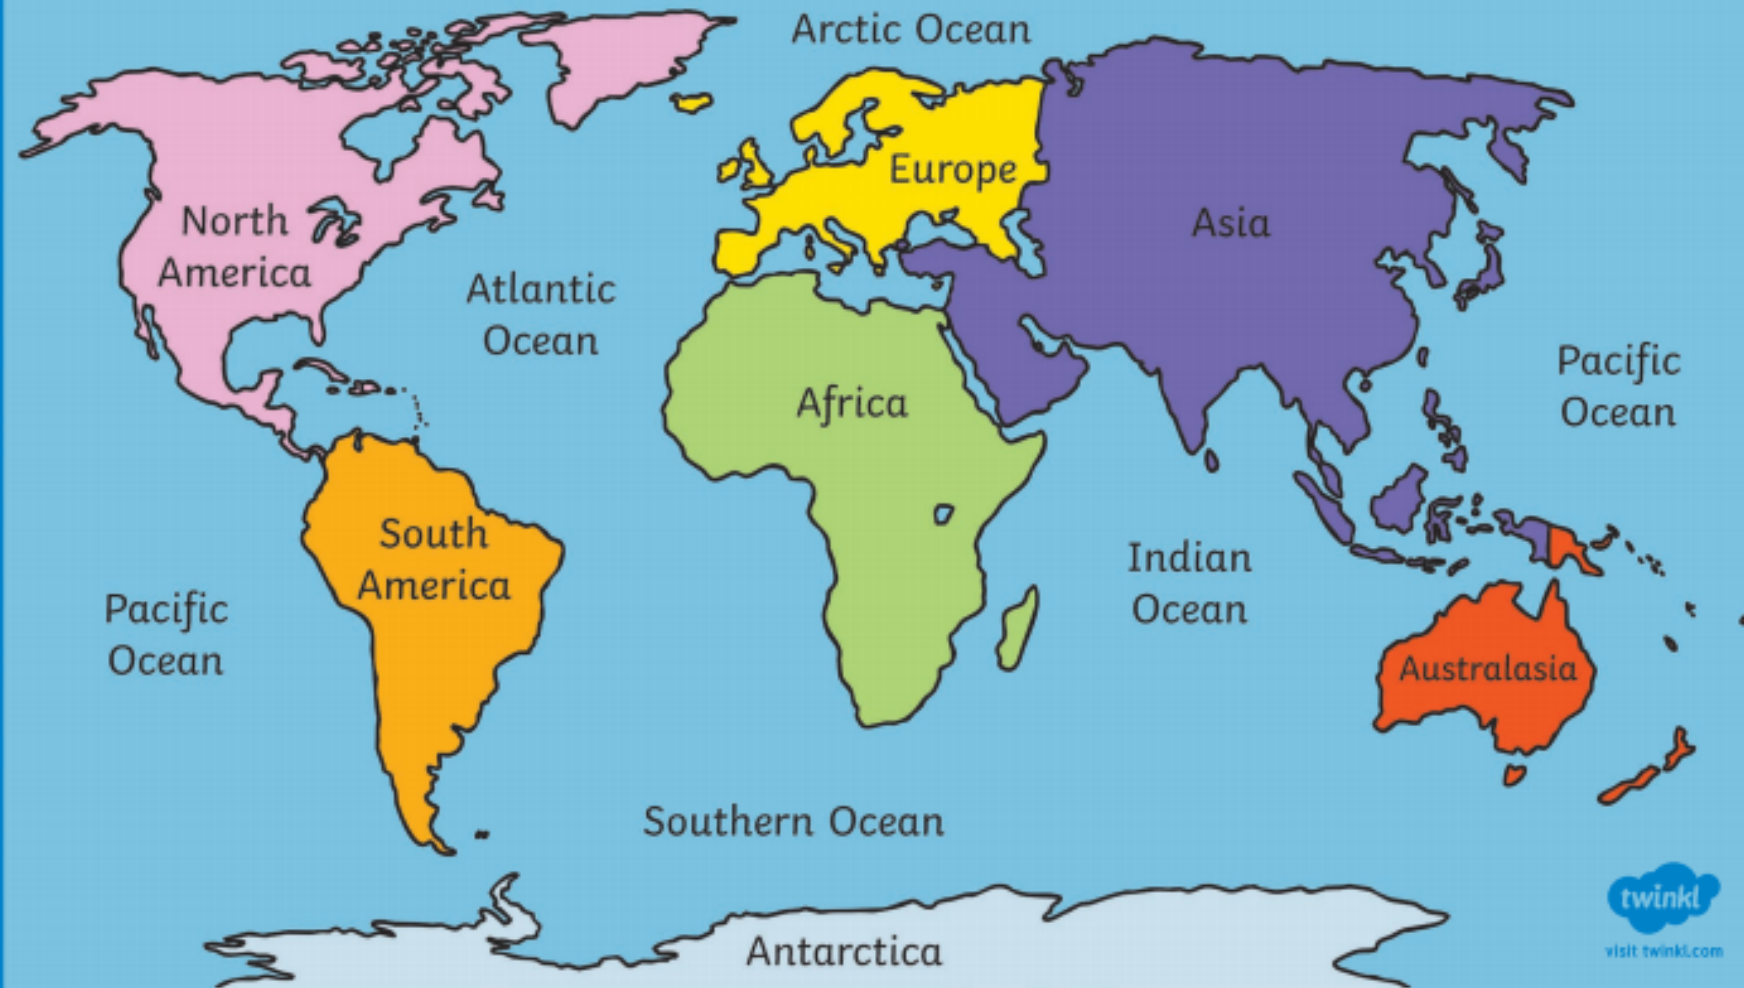 Arctic Ocean
Europe
North
America
Asia
Atlantic
Ocean
Pacific
Ocean
Africa
South
America
Indian
Ocean
Pacific
Ocean
Australasia
Southern Ocean
twinkl
visit twinkl.com
Antarctica